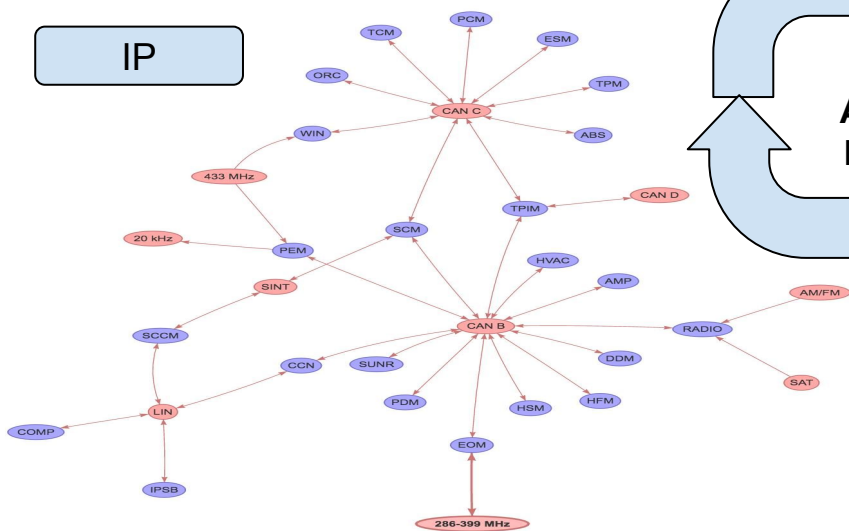 IP
PCM
TCM
ESM
ORC
TPM
CAN C
WIN
ABS
433 MHz
CAN D
TPIM
SCM
20 kHz
PEM
HVAC
AMP
SINT
AM/FM
CAN B
RADIO
SCCM
DDM
CCN
SUNR
SAT
PDM
HFM
HSM
LIN
COMP
EOM
IPSB
286-399 MHz